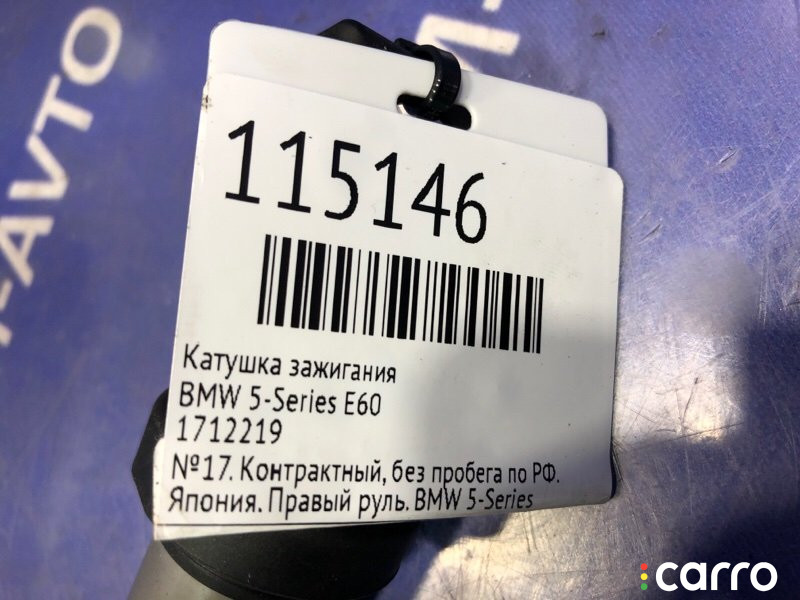 115146
Катушка зажигания
BMW 5-Series E60
1712219
№17. Контрактный, без пробега по РФ.
Япония. Правый руль. BMW 5-Series
АВТО
carro